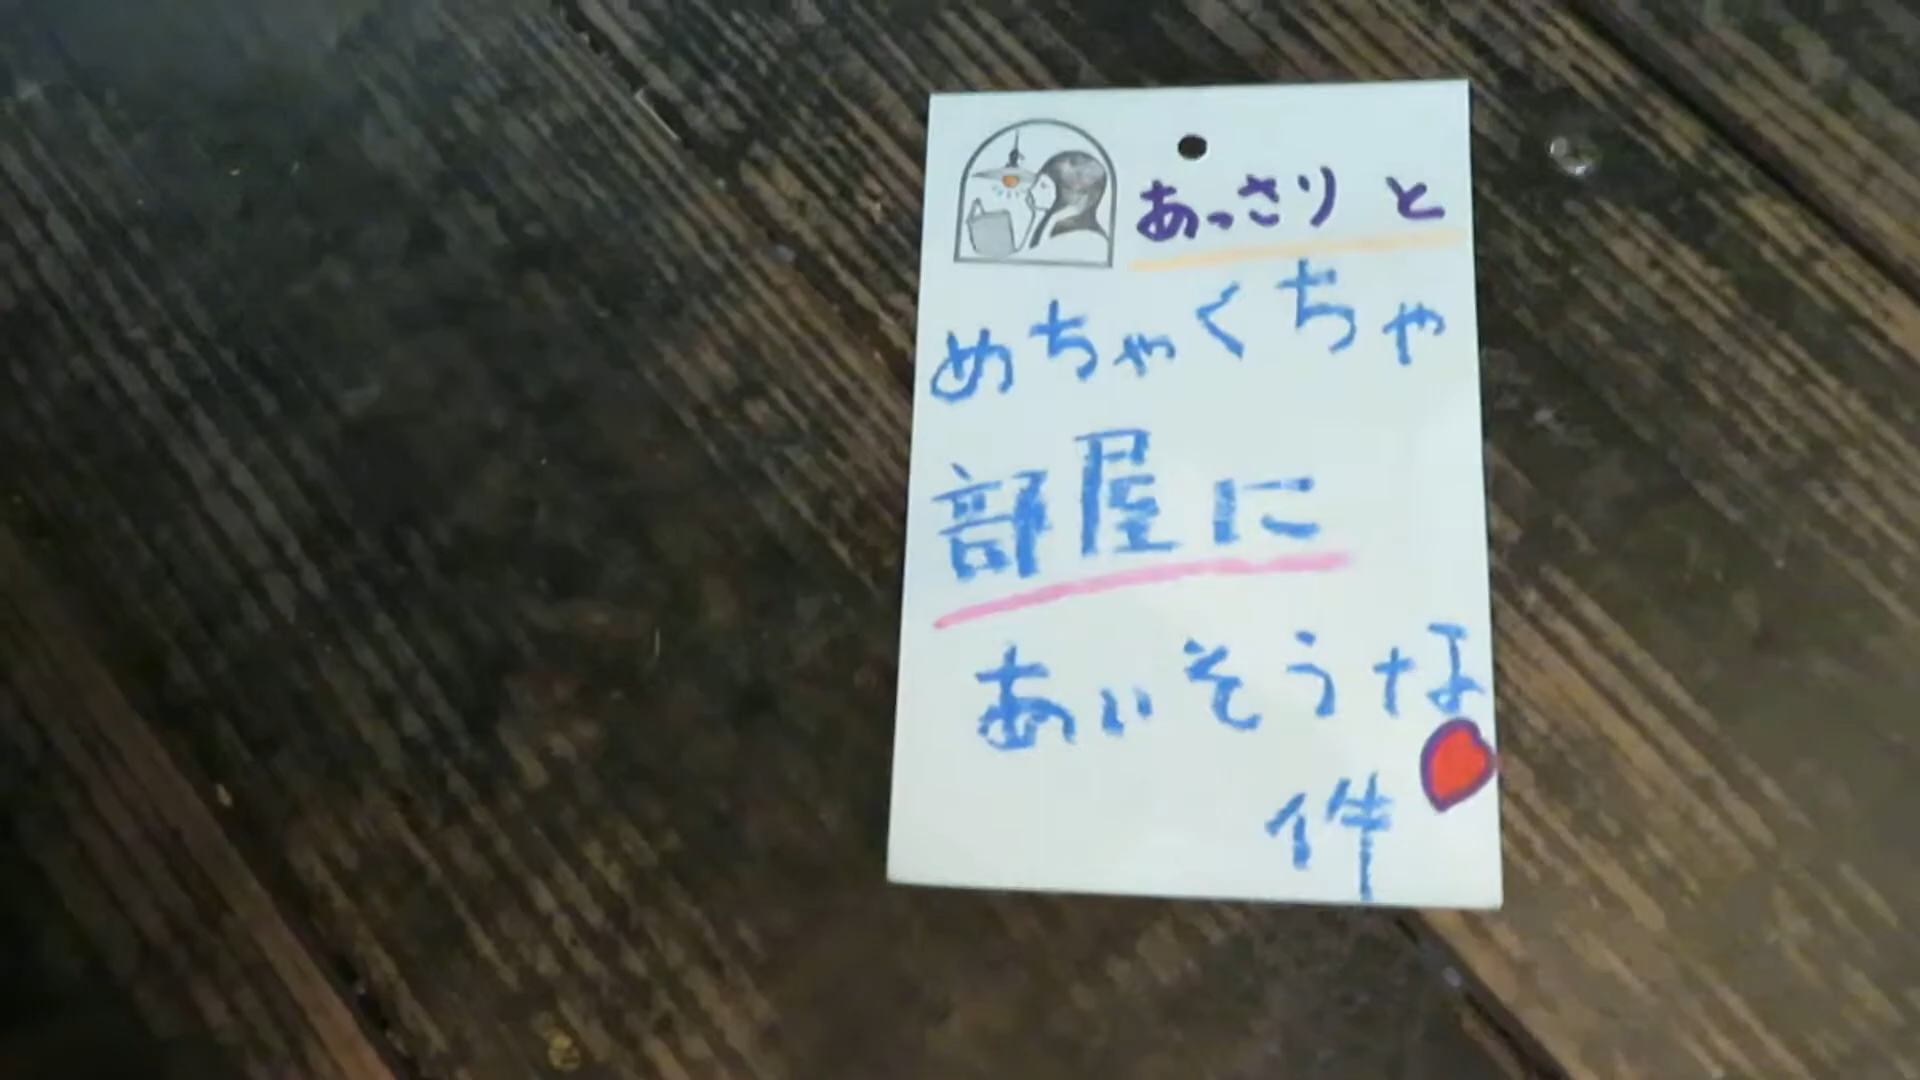 あっさりと
めちゃくちゃ
部屋に
あいそうな
件